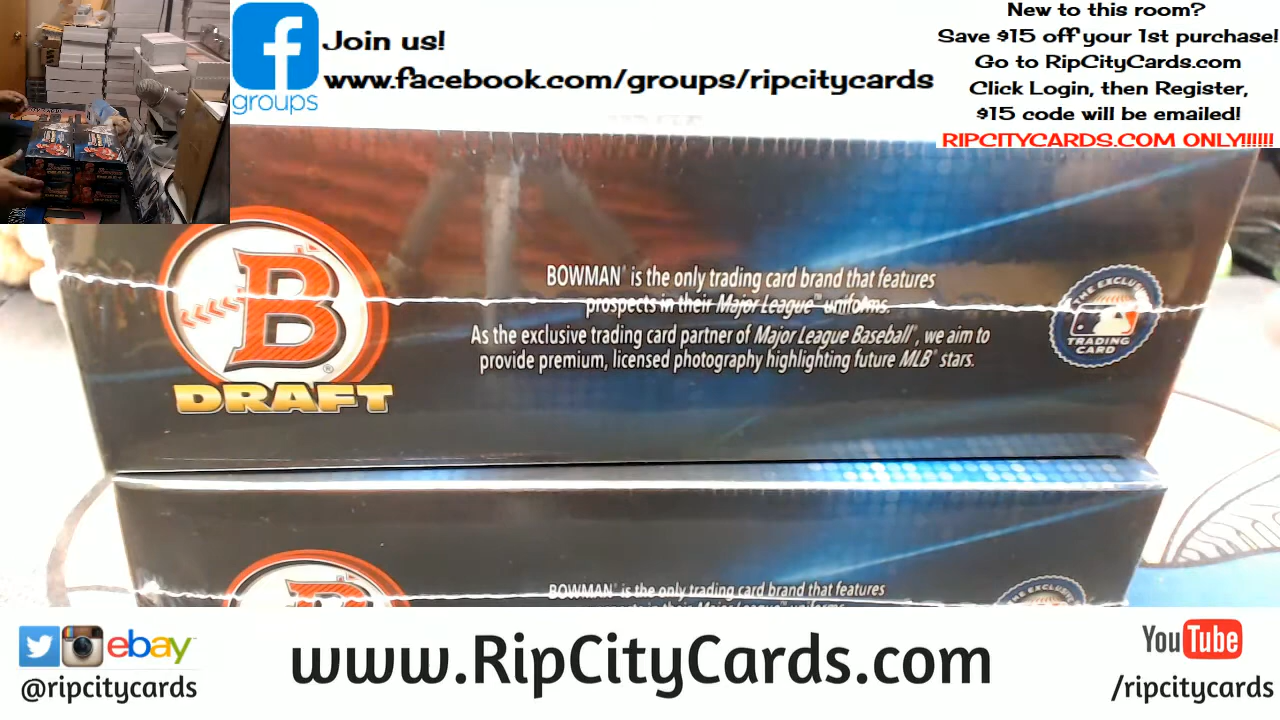 groups
Join us!
www.facebook.com/groups/ripcitycards
New to this room?
Save $15 off your 1st purchase!
Go to RipCityCards.com
Click Login, then Register,
$15 code will be emailed!
RIPCITYCARDS.COM ONLY!!!!!!
B
DRAFT
BOWMAN® is the only trading card brand that features
prospects in their Major League™ uniforms.
As the exclusive trading card partner of Major League Baseball®, we aim to
provide premium, licensed photography highlighting future MLB® stars.
THE EXCLUSIVE
TRADING
CARD
BOWMAN® is the only trading card brand that features
ebay™
@ripcitycards
www.RipCityCards.com
YouTube
/ripcitycards